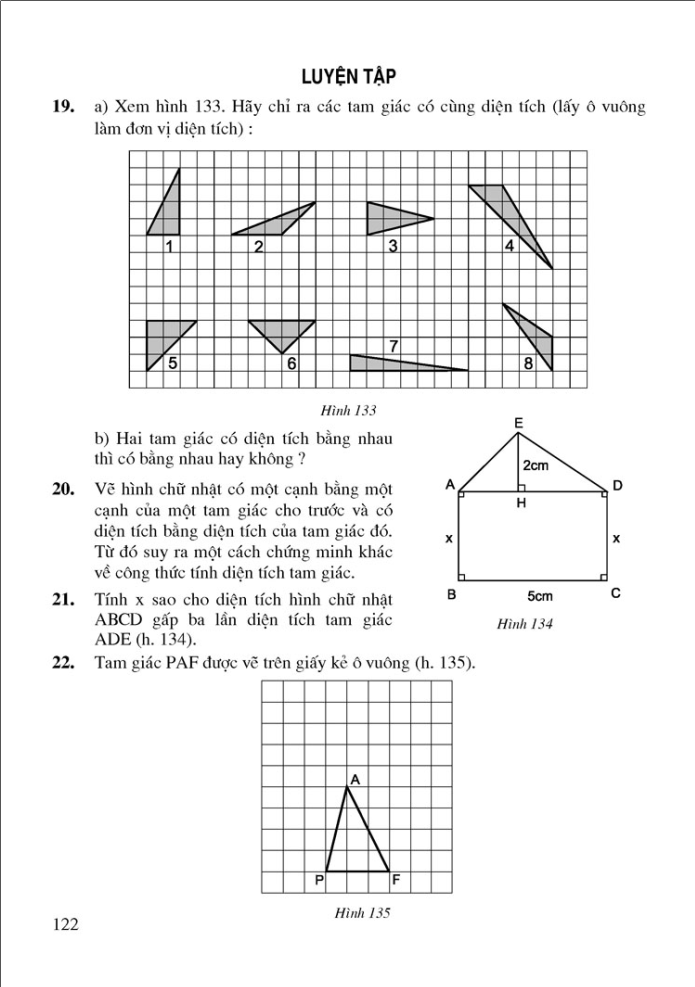 LUYỆN TẬP
19. a) Xem hình 133. Hãy chỉ ra các tam giác có cùng diện tích (lấy ô vuông
làm đơn vị diện tích) :
1
2
3
4
5
6
7
8
Hình 133
b) Hai tam giác có diện tích bằng nhau
thì có bằng nhau hay không ?
20. Vẽ hình chữ nhật có một cạnh bằng một
cạnh của một tam giác cho trước và có
diện tích bằng diện tích của tam giác đó.
Từ đó suy ra một cách chứng minh khác
về công thức tính diện tích tam giác.
21. Tính x sao cho diện tích hình chữ nhật
ABCD gấp ba lần diện tích tam giác
ADE (h. 134).
E
2cm
A
D
H
x
x
B
5cm
C
Hình 134
22. Tam giác PAF được vẽ trên giấy kẻ ô vuông (h. 135).
A
P
F
Hình 135
122